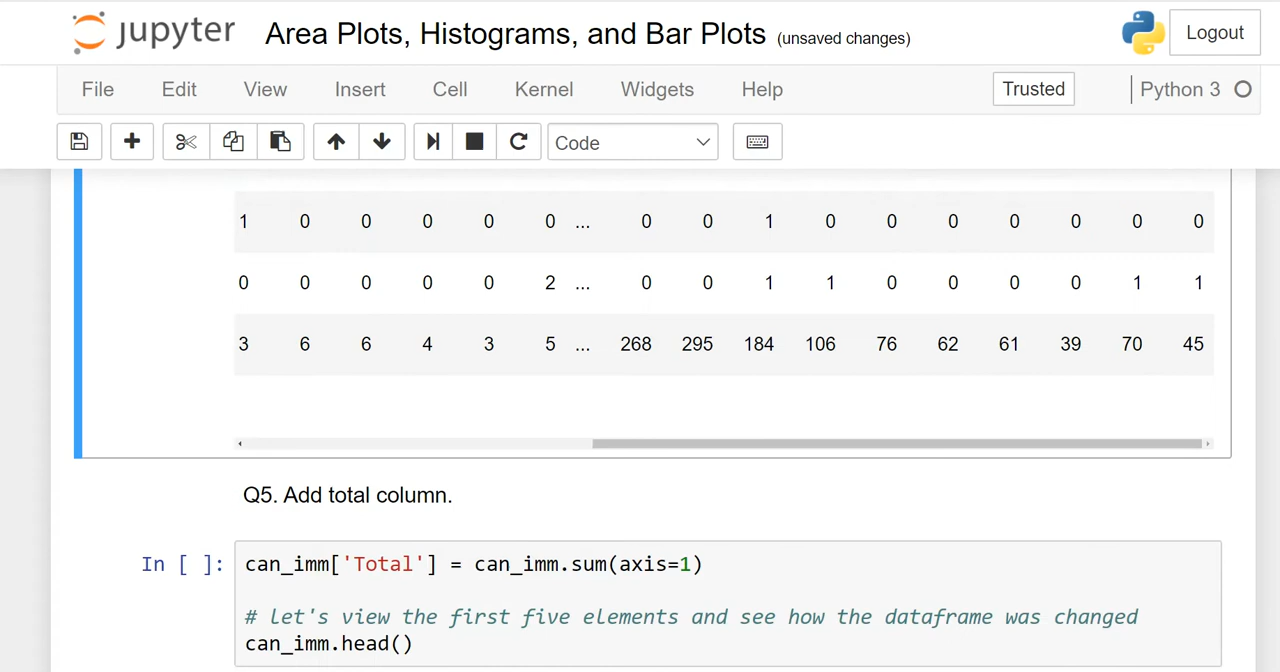 jupyter Area Plots, Histograms, and Bar Plots (unsaved changes) Logout
File Edit View Insert Cell Kernel Widgets Help Trusted Python 3
Code
1 0 0 0 0 0 ... 0 0 1 0 0 0 0 0 0 0
0 0 0 0 0 2 ... 0 0 1 1 0 0 0 0 1 1
3 6 6 4 3 5 ... 268 295 184 106 76 62 61 39 70 45
Q5. Add total column.
In [ ]: can_imm['Total'] = can_imm.sum(axis=1)
# let's view the first five elements and see how the dataframe was changed
can_imm.head()